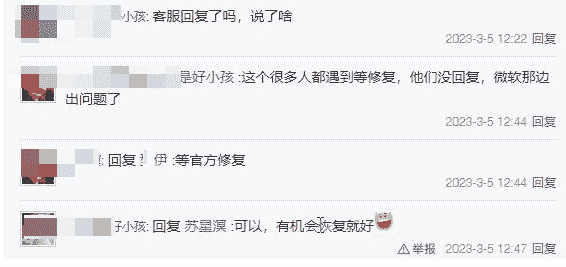 小孩: 客服回复了吗，说了啥
2023-3-5 12:22 回复
是好小孩 :这个很多人都遇到等修复，他们没回复，微软那边
出问题了
2023-3-5 12:44 回复
: 回复 伊 :等官方修复
2023-3-5 12:44 回复
子小孩: 回复 苏星溟 :可以，有机会恢复就好
举报 2023-3-5 12:47 回复